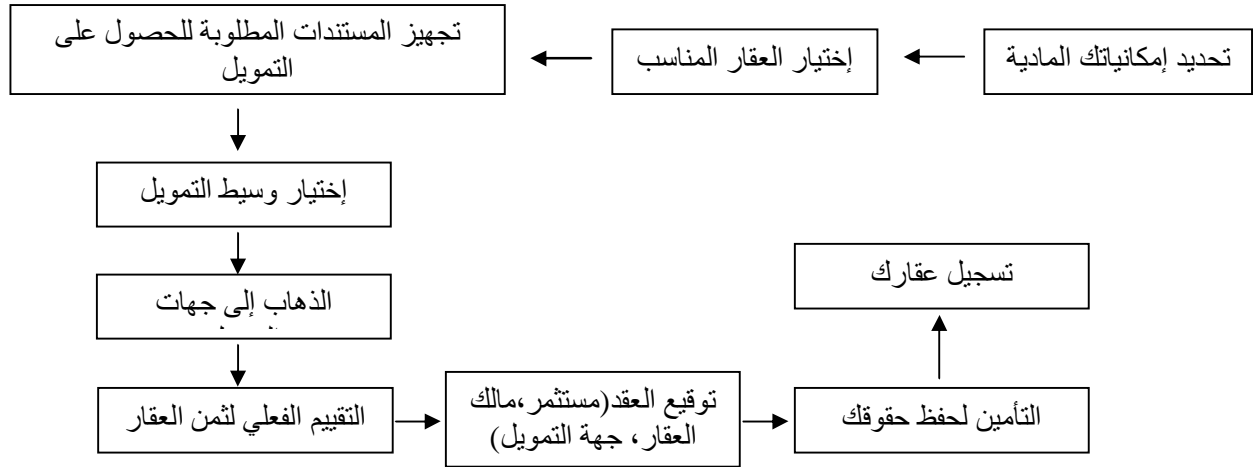 تحديد إمكانياتك المادية
إختيار العقار المناسب
تجهيز المستندات المطلوبة للحصول على
التمويل
إختيار وسيط التمويل
الذهاب إلى جهات
التقييم الفعلي لثمن العقار
توقيع العقد(مستثمر،مالك
العقار، جهة التمويل)
التأمين لحفظ حقوقك
تسجيل عقارك